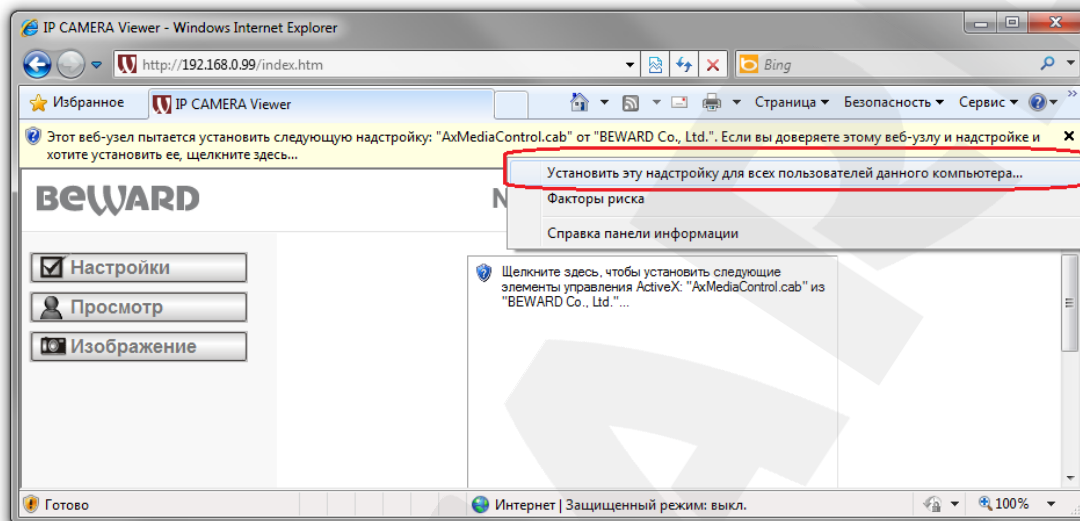 IP CAMERA Viewer - Windows Internet Explorer
http://192.168.0.99/index.htm
Bing
Избранное
IP CAMERA Viewer
Страница
Безопасность
Сервис
Этот веб-узел пытается установить следующую надстройку: "AxMediaControl.cab" от "BEWARD Co., Ltd.". Если вы доверяете этому веб-узлу и надстройке и
хотите установить ее, щелкните здесь...
Установить эту надстройку для всех пользователей данного компьютера...
Факторы риска
Справка панели информации
BEWARD
N
Настройки
Просмотр
Изображение
Щелкните здесь, чтобы установить следующие
элементы управления ActiveX: "AxMediaControl.cab" из
"BEWARD Co., Ltd."...
Готово
Интернет | Защищенный режим: выкл.
100%